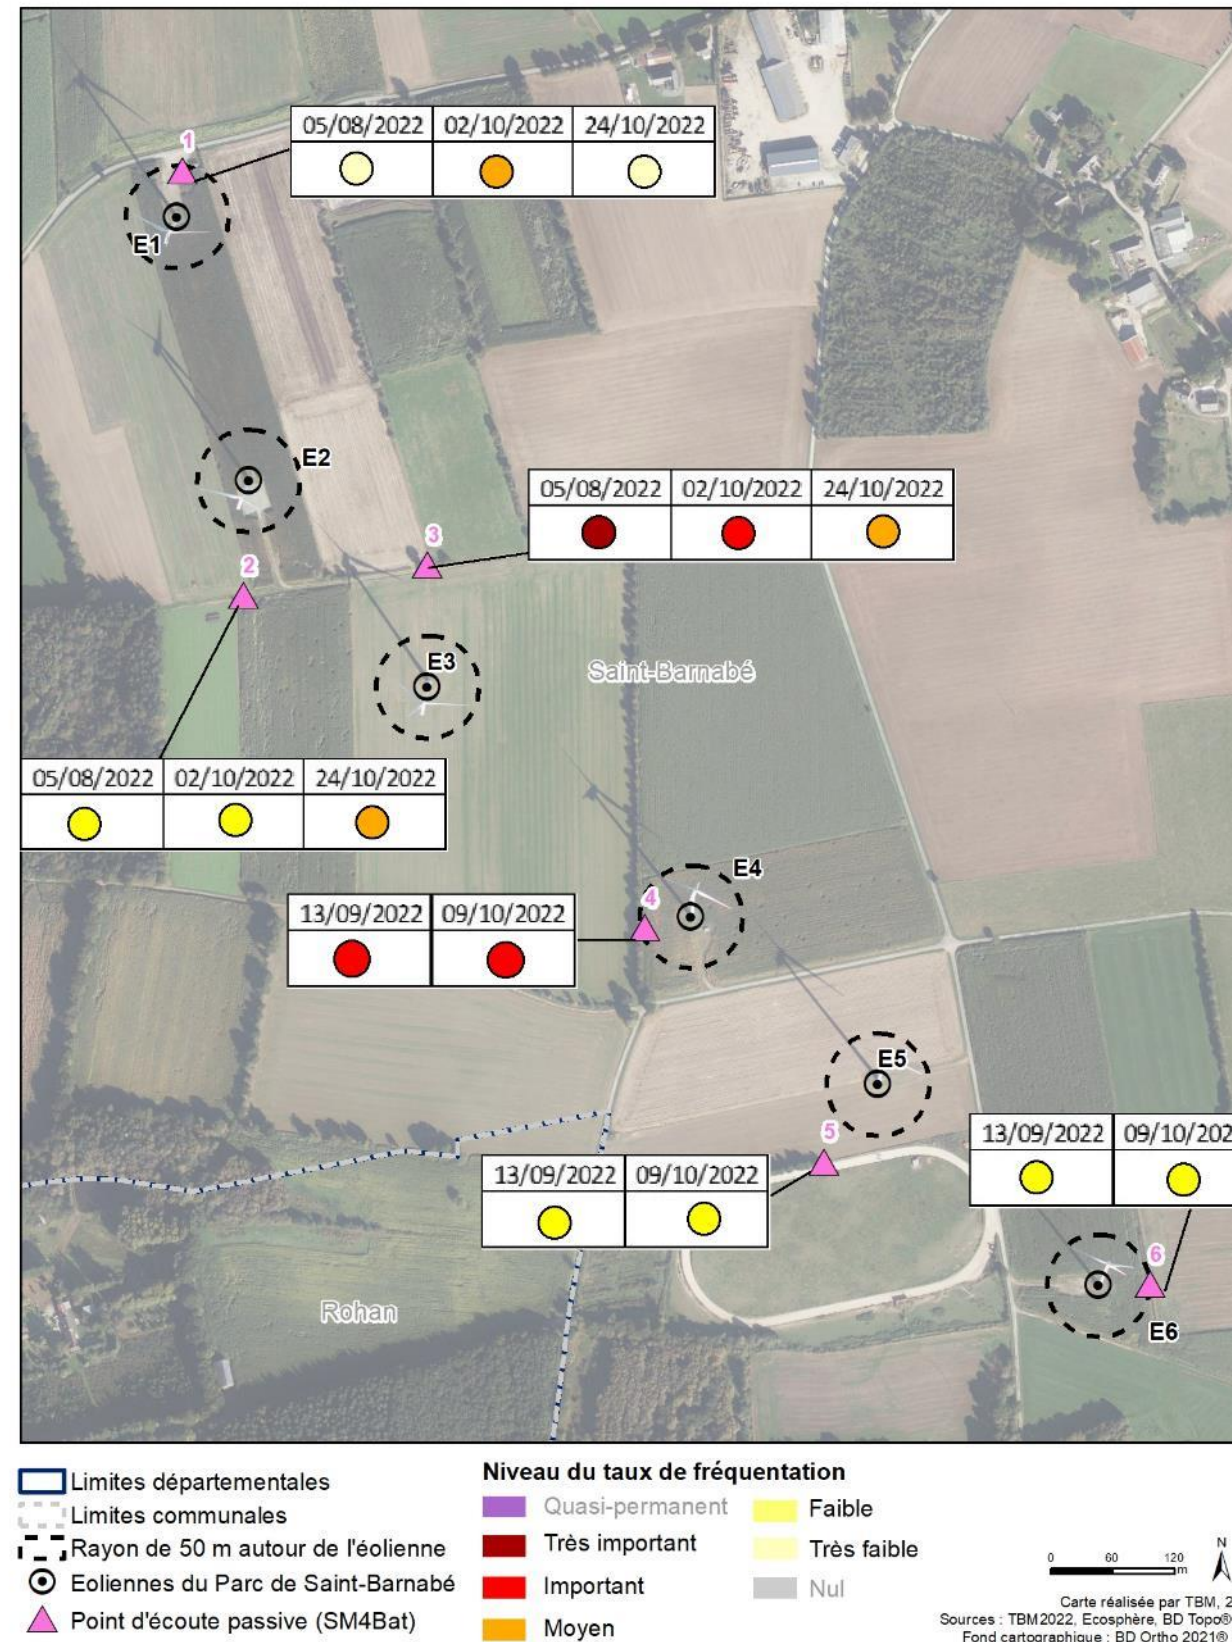 05/08/2022 02/10/2022 24/10/2022
1
E1
E2
05/08/2022 02/10/2022 24/10/2022
3
2
E3
Saint-Barnabé
05/08/2022 02/10/2022 24/10/2022
E4
4
13/09/2022 09/10/2022
E5
5
13/09/2022 09/10/202
13/09/2022 09/10/2022
6
E6
Rohan
Limites départementales
Limites communales
Rayon de 50 m autour de l'éolienne
Eoliennes du Parc de Saint-Barnabé
Point d'écoute passive (SM4Bat)
Niveau du taux de fréquentation
Quasi-permanent
Très important
Important
Moyen
Faible
Très faible
Nul
N
0 60 120
m
Carte réalisée par TBM, 2
Sources : TBM2022, Ecosphère, BD Topo®
Fond cartographique : BD Ortho 2021®